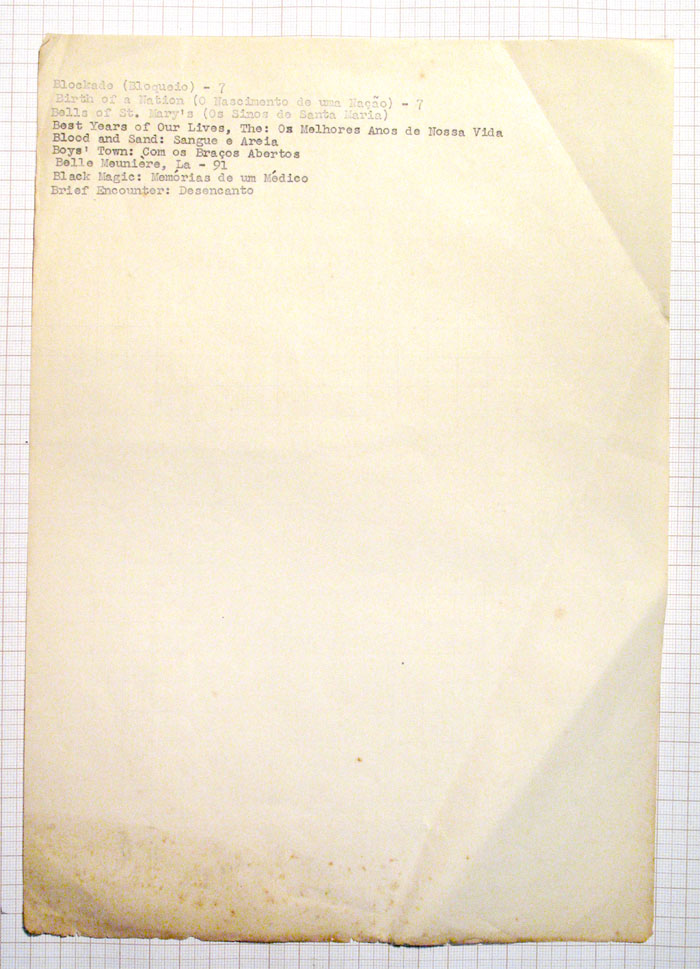 Blockade (Bloqueio) - 7
Birth of a Nation (O Nascimento de uma Nação) - 7
Bells of St. Mary's (Os Sinos de Santa Maria)
Best Years of Our Lives, The: Os Melhores Anos de Nossa Vida
Blood and Sand: Sangue e Areia
Boys' Town: Com os Braços Abertos
Belle Meunière, La - 91
Black Magic: Memórias de um Médico
Brief Encounter: Desencanto